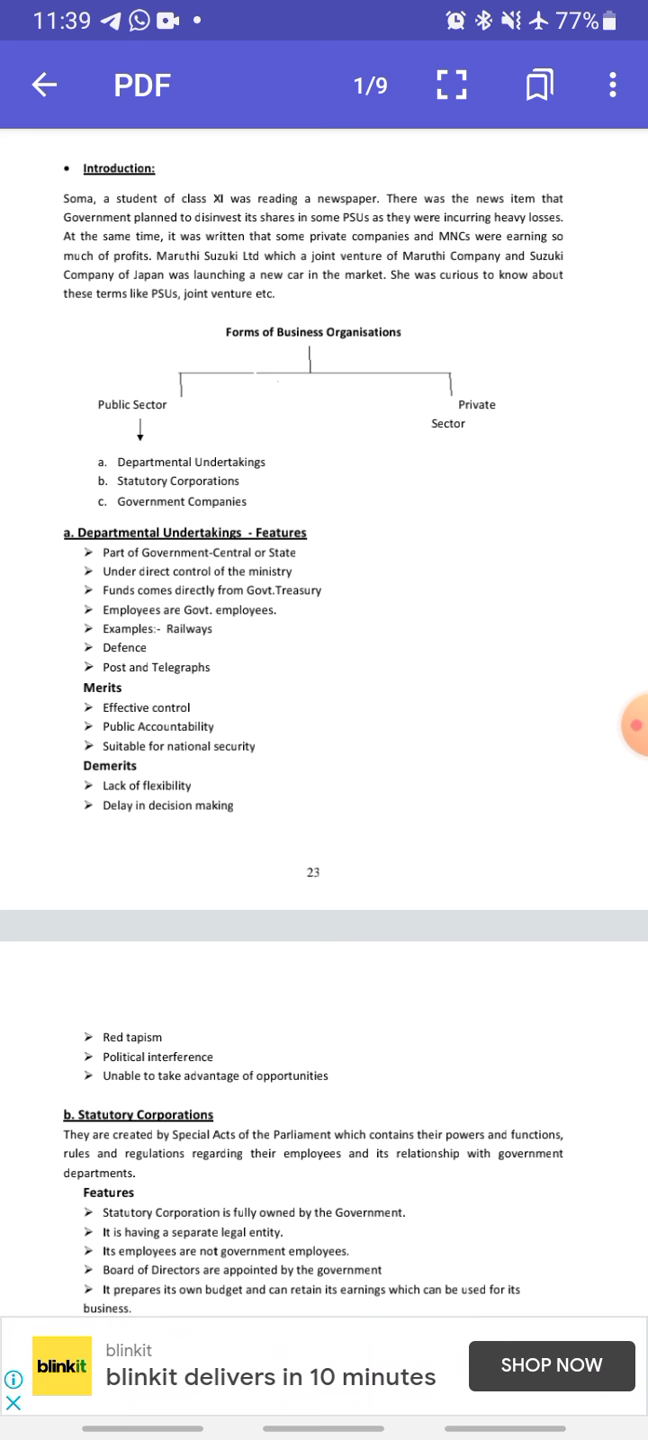 11:39
77%
PDF
1/9
• Introduction:
Soma, a student of class XI was reading a newspaper. There was the news item that
Government planned to disinvest its shares in some PSUs as they were incurring heavy losses.
At the same time, it was written that some private companies and MNCs were earning so
much of profits. Maruthi Suzuki Ltd which a joint venture of Maruthi Company and Suzuki
Company of Japan was launching a new car in the market. She was curious to know about
these terms like PSUs, joint venture etc.
Forms of Business Organisations
Public Sector
Private
Sector
a. Departmental Undertakings
b. Statutory Corporations
c. Government Companies
a. Departmental Undertakings - Features
➢ Part of Government-Central or State
➢ Under direct control of the ministry
➢ Funds comes directly from Govt.Treasury
➢ Employees are Govt. employees.
➢ Examples:- Railways
➢ Defence
➢ Post and Telegraphs
Merits
➢ Effective control
➢ Public Accountability
➢ Suitable for national security
Demerits
➢ Lack of flexibility
➢ Delay in decision making
23
➢ Red tapism
➢ Political interference
➢ Unable to take advantage of opportunities
b. Statutory Corporations
They are created by Special Acts of the Parliament which contains their powers and functions,
rules and regulations regarding their employees and its relationship with government
departments.
Features
➢ Statutory Corporation is fully owned by the Government.
➢ It is having a separate legal entity.
➢ Its employees are not government employees.
➢ Board of Directors are appointed by the government
➢ It prepares its own budget and can retain its earnings which can be used for its
business.
blinkit
blinkit
blinkit delivers in 10 minutes
SHOP NOW